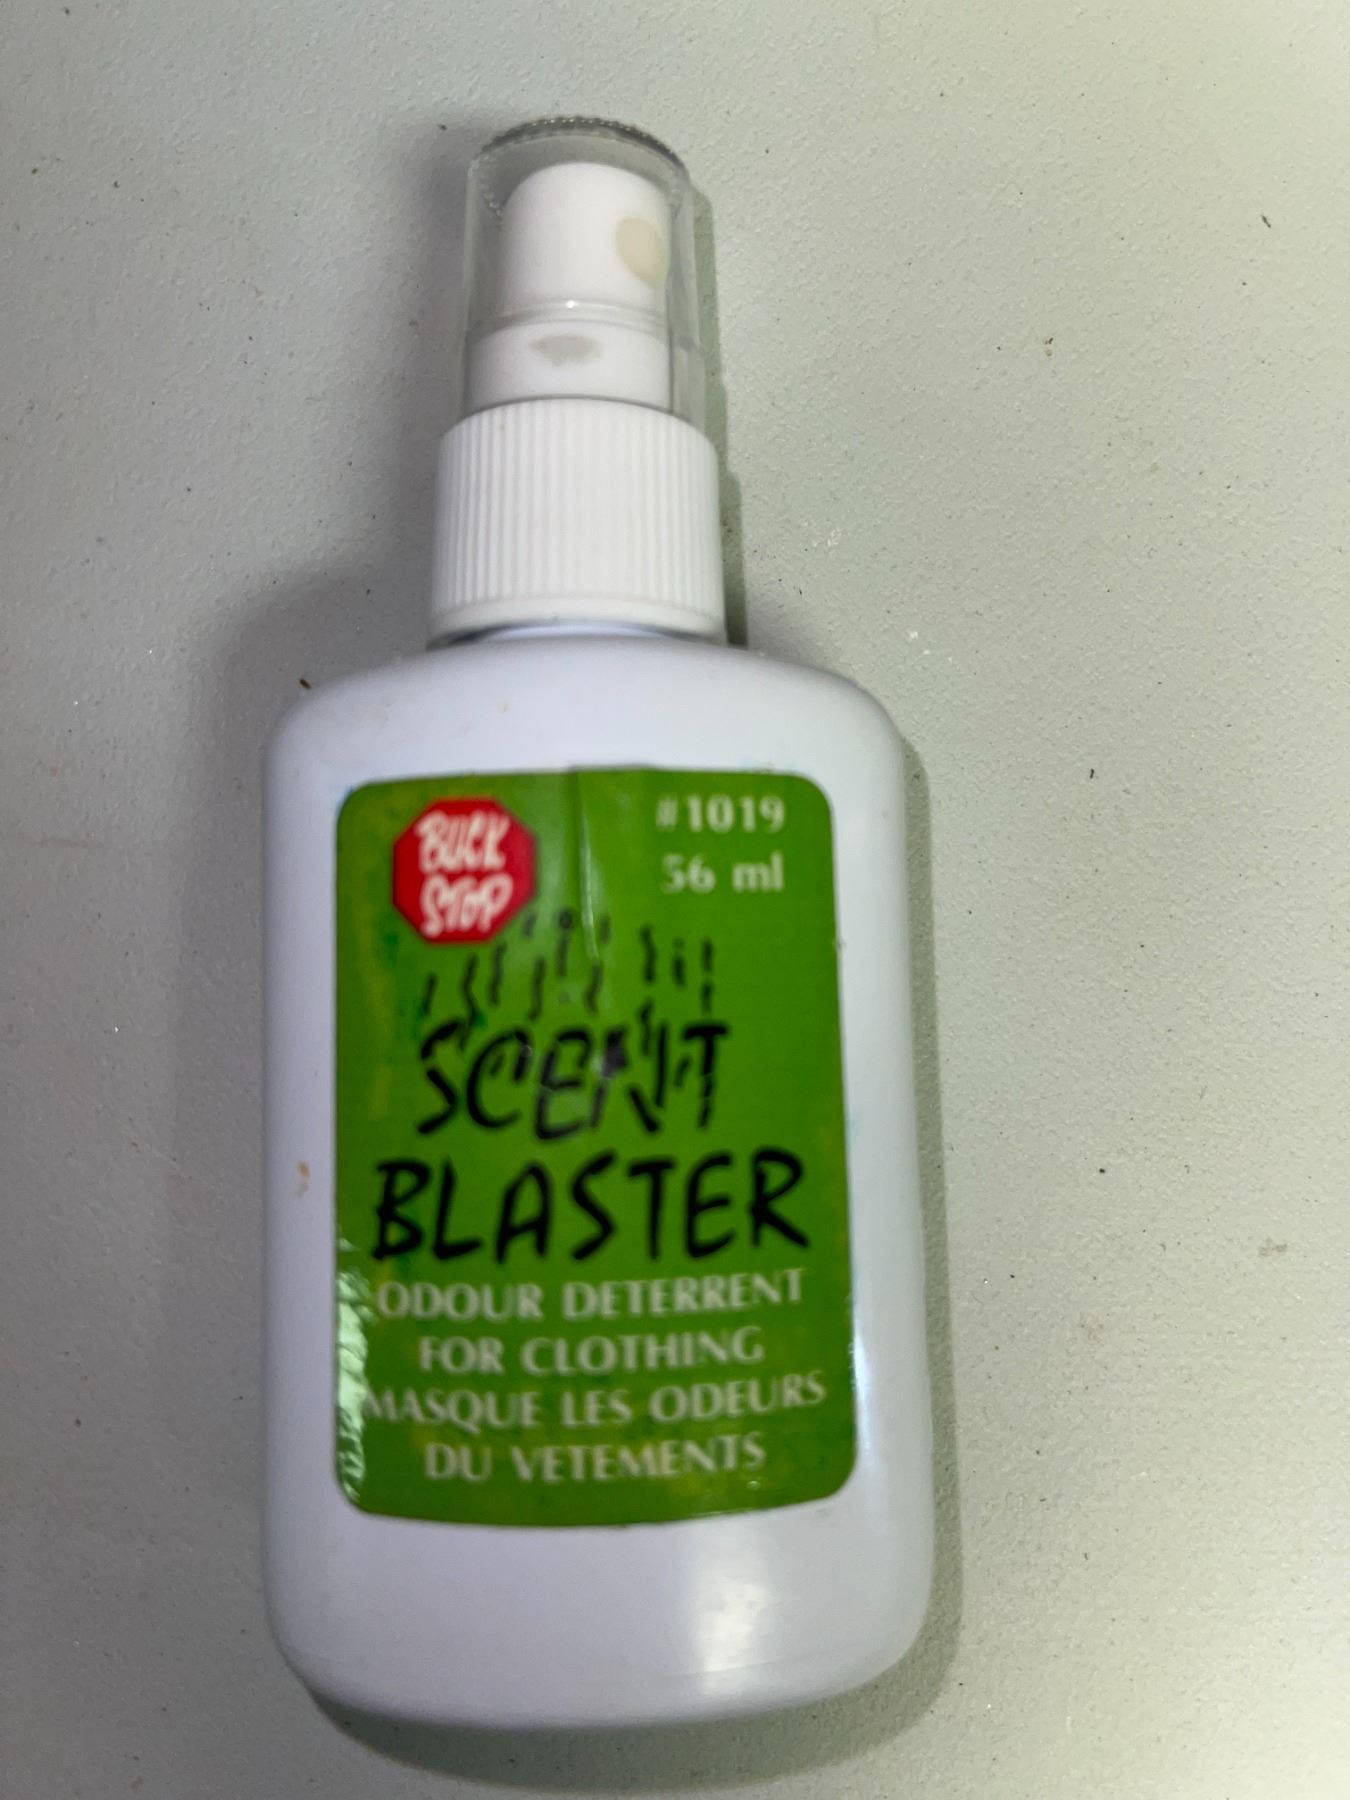 BUCK
STOP
#1019
56 ml
SCENT
BLASTER
ODOUR DETERRENT
FOR CLOTHING
MASQUE LES ODEURS
DU VETEMENTS